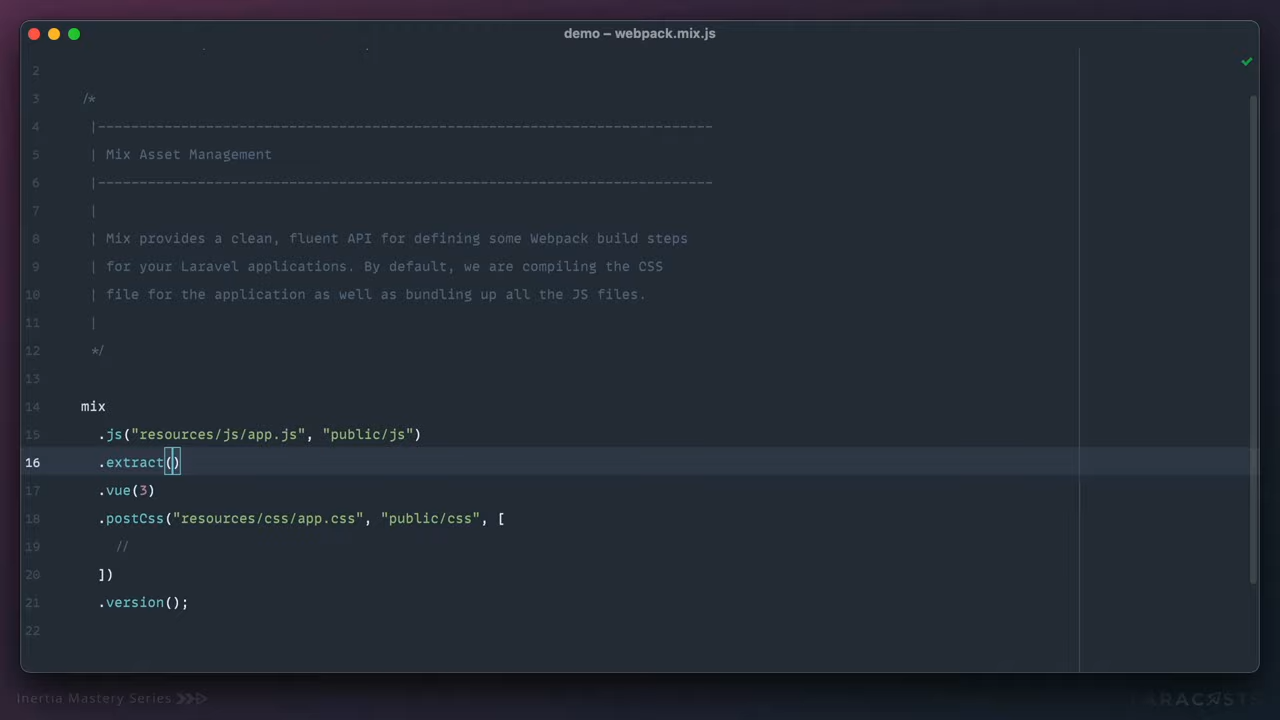 demo – webpack.mix.js
2
3 /*
4 |--------------------------------------------------------------------------
5 | Mix Asset Management
6 |--------------------------------------------------------------------------
7 |
8 | Mix provides a clean, fluent API for defining some Webpack build steps
9 | for your Laravel applications. By default, we are compiling the CSS
10 | file for the application as well as bundling up all the JS files.
11 |
12 */
13
14 mix
15 .js("resources/js/app.js", "public/js")
16 .extract()
17 .vue(3)
18 .postCss("resources/css/app.css", "public/css", [
19 //
20 ])
21 .version();
22
Inertia Mastery Series